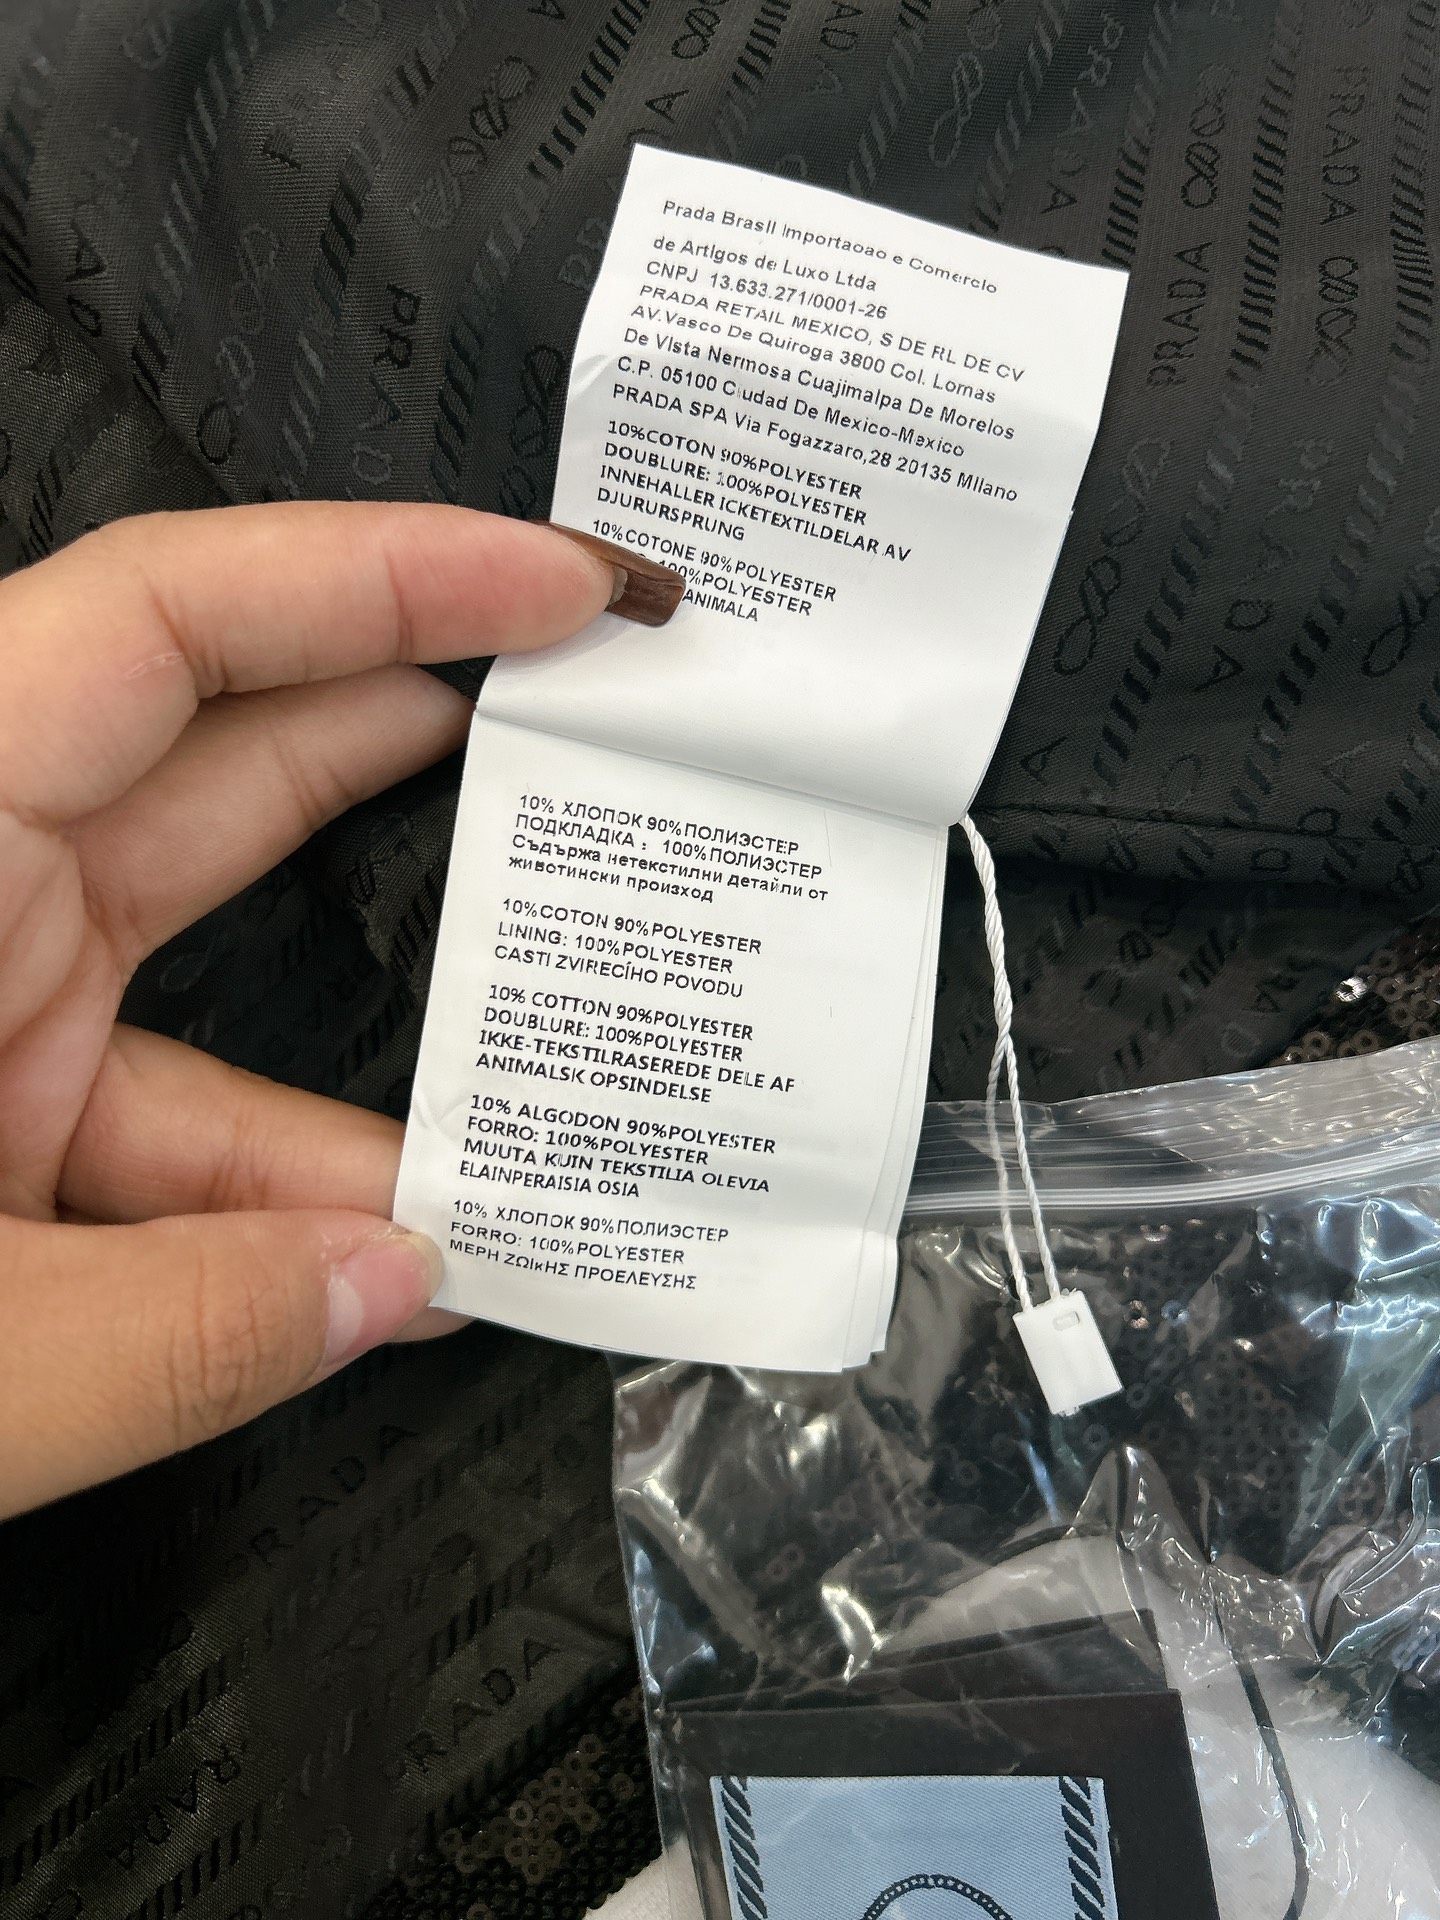 Prada BrasIl Importaoao e ComercIo
de ArtIgos de Luxo Ltda
CNPJ 13.633.271/0001-26
PRADA RETAIL MEXICO, S DE RL DE CV
AV.Vasco De Quiroga 3800 Col. Lomas
De VIsta Nermosa Cuajimalpa De Morelos
C.P. 05100 Ciudad De Mexico-Mexico
PRADA SPA Via Fogazzaro,28 20135 MIlano
10%COTON 90%POLYESTER
DOUBLURE: 100%POLYESTER
INNEHALLER ICKETEXTILDELAR AV
DJURURSPRUNG
10%COTONE 90%POLYESTER
100%POLYESTER
ANIMALA
10% ХЛОПОК 90%ПОЛИЭСТЕР
ПОДКЛАДКА : 100%ПОЛИЭСТЕР
Съдържа нетекстилни детайли от
животински произход
10%COTON 90%POLYESTER
LINING: 100%POLYESTER
CASTI ZVIRECÍHO POVODU
10% COTTON 90%POLYESTER
DOUBLURE: 100%POLYESTER
IKKE-TEKSTILRASEREDE DELE AF
ANIMALSK OPSINDELSE
10% ALGODON 90%POLYESTER
FORRO: 100%POLYESTER
MUUTA KUIN TEKSTILIA OLEVIA
ELAINPERAISIA OSIA
10% ХЛОПОК 90%ПОЛИЭСТЕР
FORRO: 100%POLYESTER
ΜΕΡΗ ΖΩΙκΗΣ ΠΡΟΕΛΕΥΣΗΣ
PRADA
PRADA
PRADA
PRADA